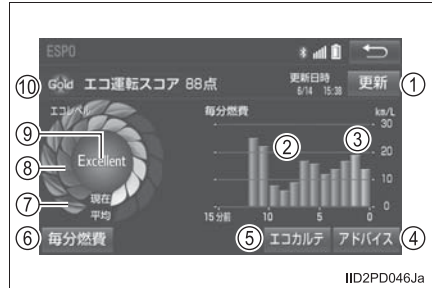 ESPO
⑩ Gold エコ運転スコア 88点
更新日時
6/14 15:38
更新 ①
エコレベル
毎分燃費
km/L
30
20
10
0
⑨
Excellent
②
③
⑧
⑦
現在
平均
15分前
10
5
0
⑥ 毎分燃費
⑤ エコカルテ
アドバイス ④
IID2PD046Ja